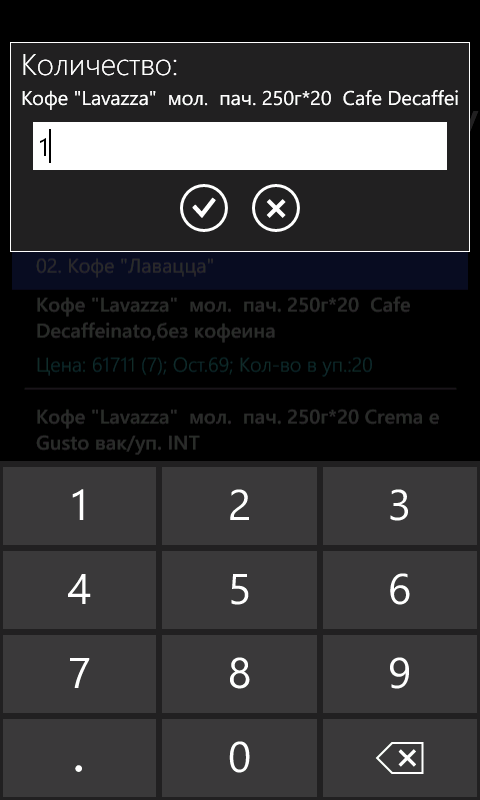 Количество:
Кофе "Lavazza"  мол.  пач. 250г*20  Cafe Decaffei
1
02. Кофе "Лавацца"
Кофе "Lavazza"  мол.  пач. 250г*20  Cafe
Decaffeinato,без кофеина
Цена: 61711 (7); Ост.69; Кол-во в уп.:20
Кофе "Lavazza"  мол.  пач. 250г*20 Crema e
Gusto вак/уп. INT
1 2 3
4 5 6
7 8 9
. 0